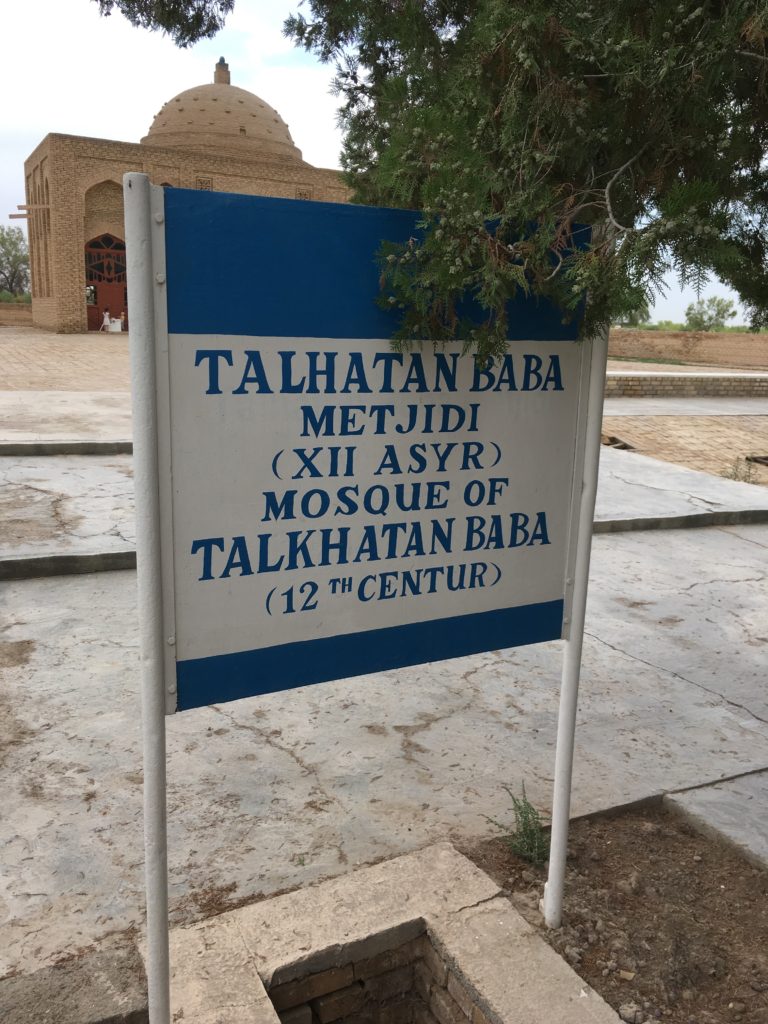 TALHATAN BABA
METJIDI
(XII ASYR)
MOSQUE OF
TALKHATAN BABA
(12 TH CENTUR)